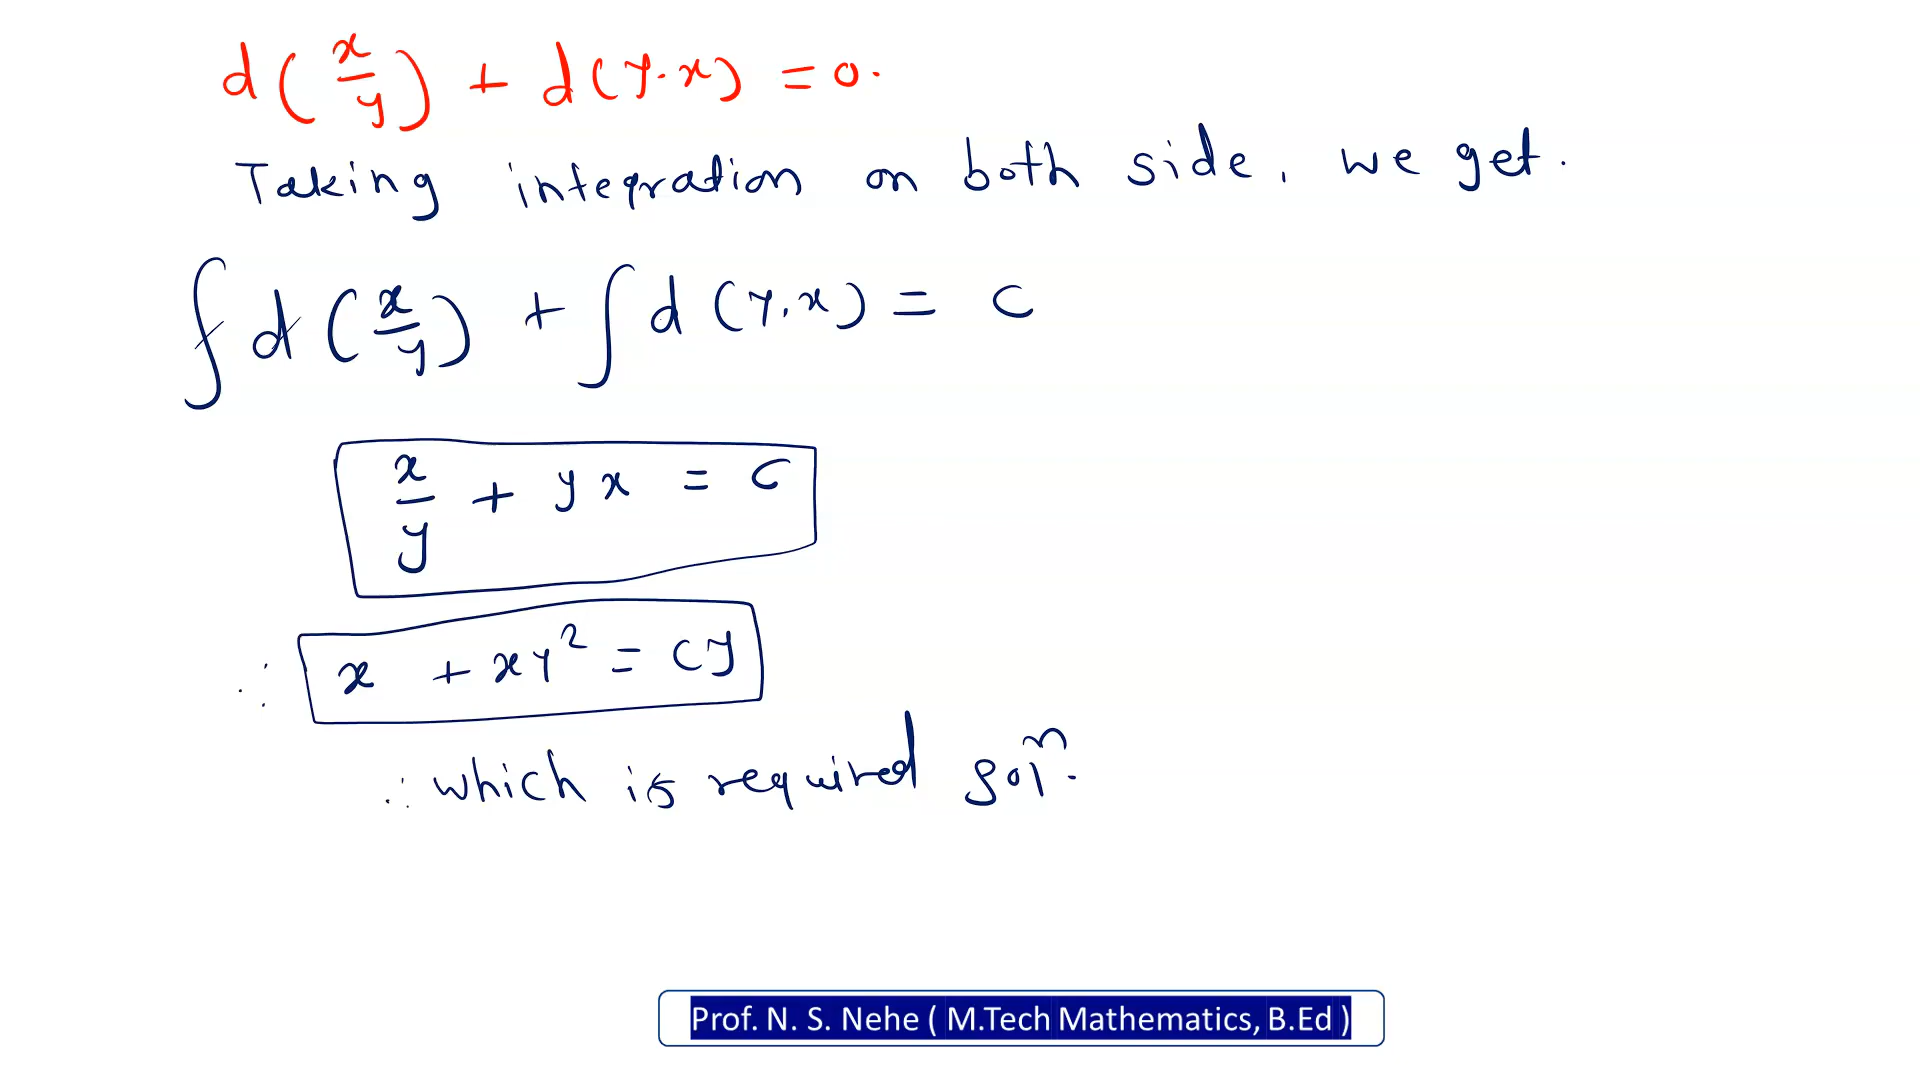 d(x/y) + d(y·x) = 0.
Taking integration on both side, we get.
∫ d(x/y) + ∫ d(y.x) = c
x/y + yx = c
∵ x + xy² = cy
∴ which is required solⁿ.
Prof. N. S. Nehe ( M.Tech Mathematics, B.Ed )